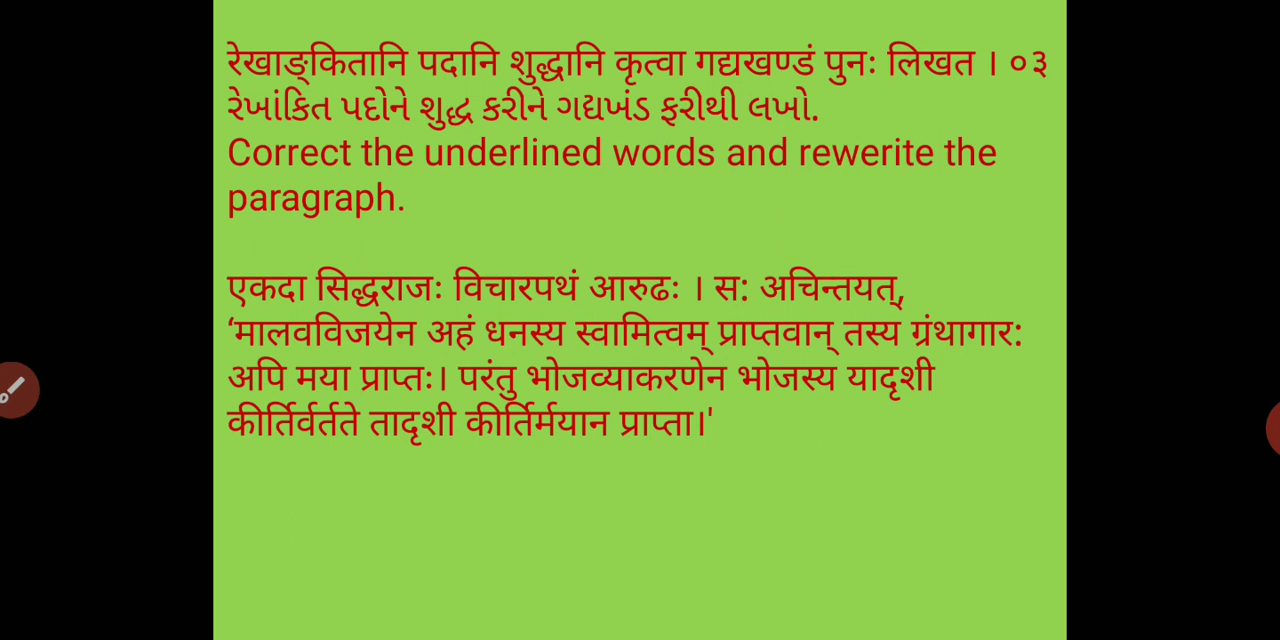 रेखाङ्कितानि पदानि शुद्धानि कृत्वा गद्यखण्डं पुनः लिखत । ०३
રેખાંકિત પદોને શુદ્ધ કરીને ગદ્યખંડ ફરીથી લખો.
Correct the underlined words and rewerite the
paragraph.
एकदा सिद्धराजः विचारपथं आरुढः । स: अचिन्तयत्,
‘मालवविजयेन अहं धनस्य स्वामित्वम् प्राप्तवान् तस्य ग्रंथागार:
अपि मया प्राप्तः। परंतु भोजव्याकरणेन भोजस्य यादृशी
कीर्तिर्वर्तते तादृशी कीर्तिर्मयान प्राप्ता।'